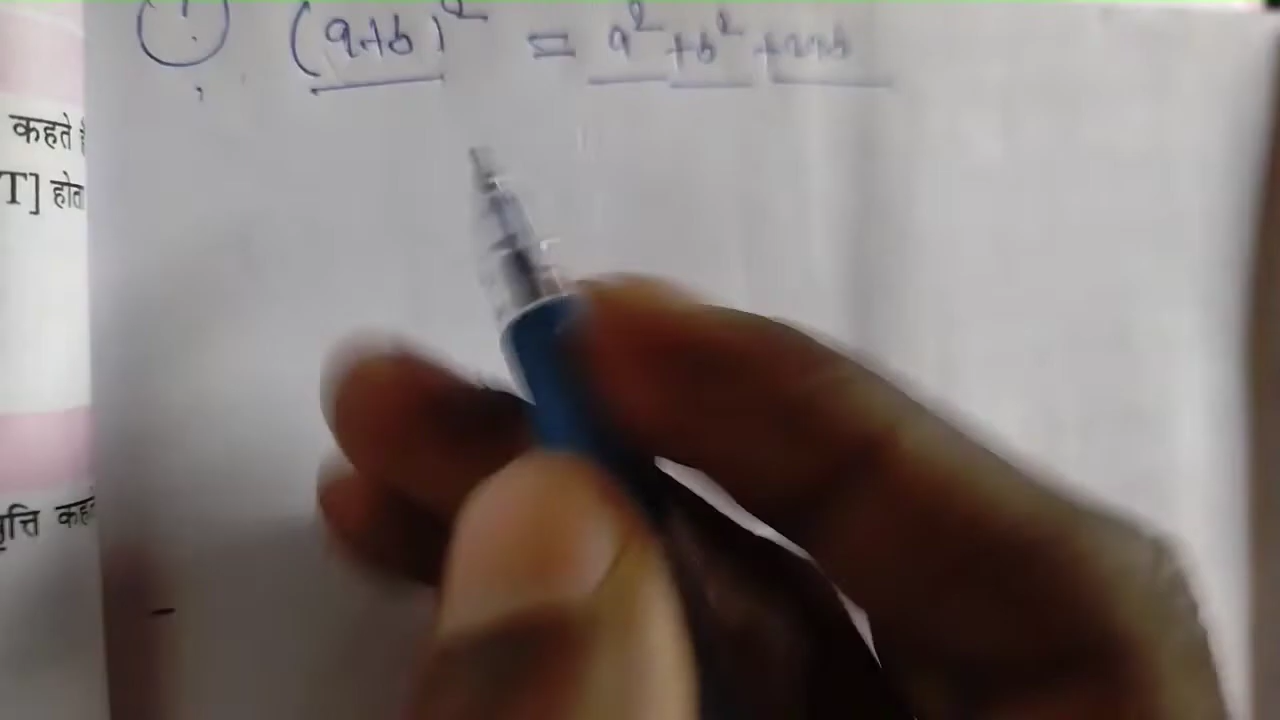 (a+b)² = a² + b² + 2ab
कहते
T] होता
कह